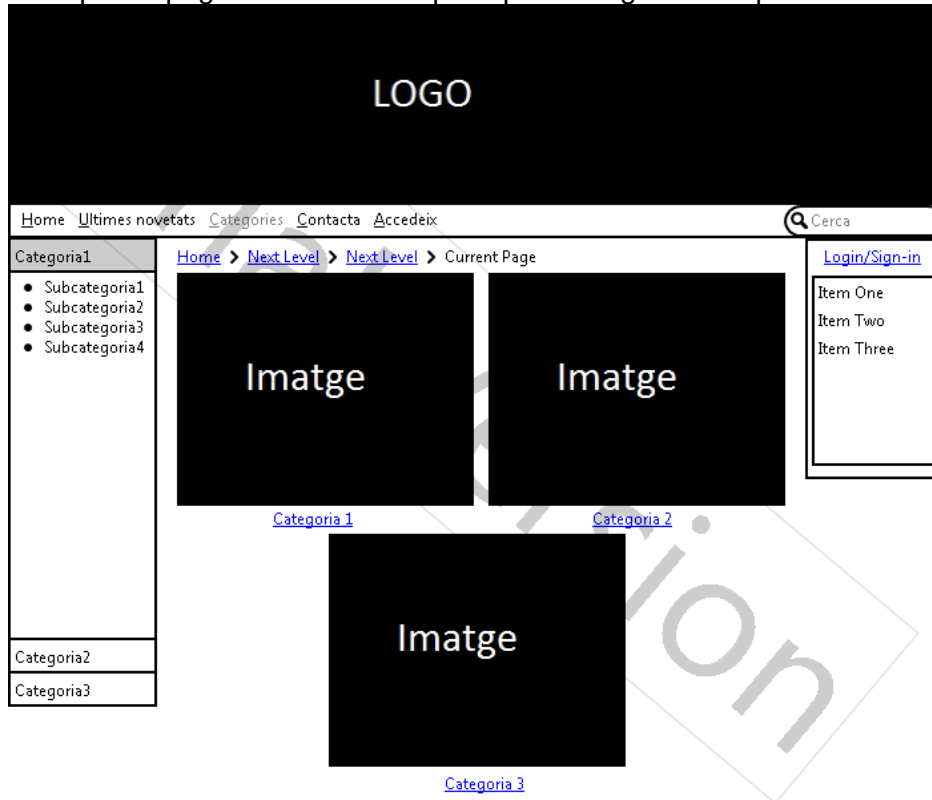 LOGO
Home Ultimes novetats Categories Contacta Accedeix
Cerca
Categoria1
Subcategoria1
Subcategoria2
Subcategoria3
Subcategoria4
Categoria2
Categoria3
Home > Next Level > Next Level > Current Page
Imatge
Imatge
Categoria 1
Categoria 2
Imatge
Categoria 3
Login/Sign-in
Item One
Item Two
Item Three